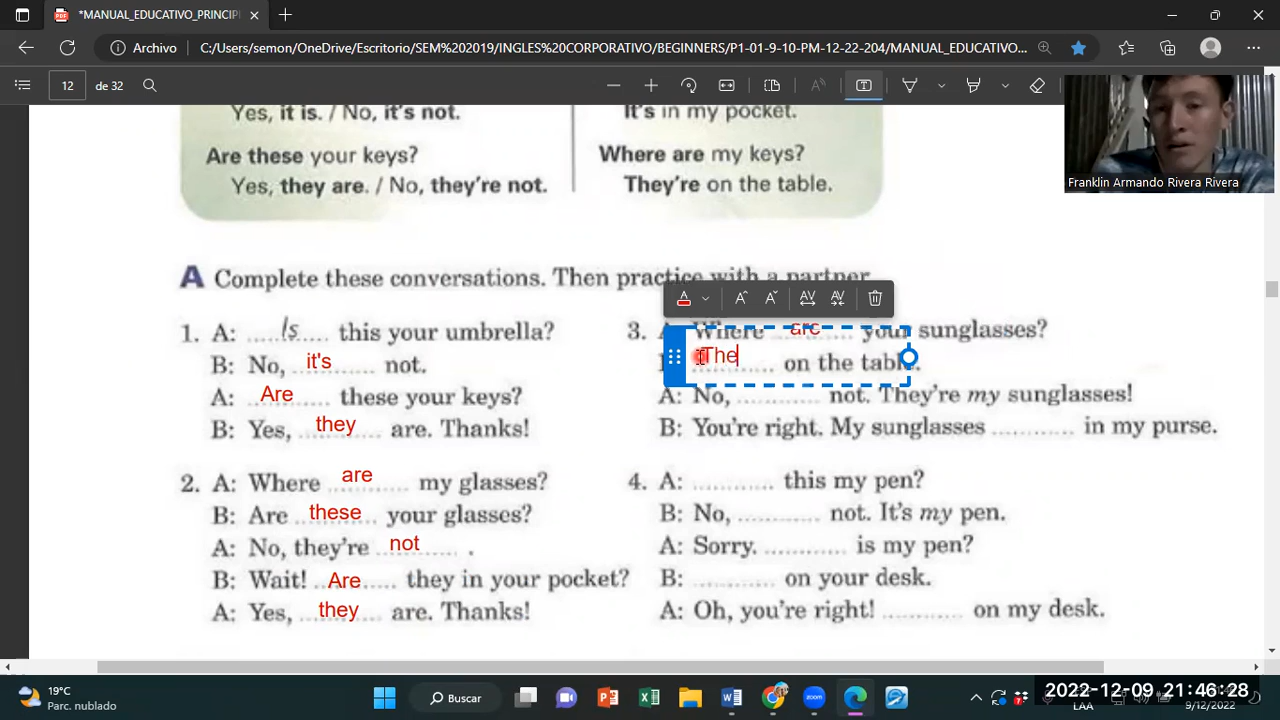 *MANUAL_EDUCATIVO_PRINCIPI
Archivo
C:/Users/semon/OneDrive/Escritorio/SEM%202019/INGLES%20CORPORATIVO/BEGINNERS/P1-01-9-10-PM-12-22-204/MANUAL_EDUCATIVO...
12 de 32
Franklin Armando Rivera Rivera
Yes, it is. / No, it's not.
Are these your keys?
Yes, they are. / No, they're not.
It's in my pocket.
Where are my keys?
They're on the table.
A Complete these conversations. Then practice with a partner
1. A: Is this your umbrella?
B: No, it's not.
A: Are these your keys?
B: Yes, they are. Thanks!
2. A: Where are my glasses?
B: Are these your glasses?
A: No, they're not .
B: Wait! Are they in your pocket?
A: Yes, they are. Thanks!
3. A: Where are your sunglasses?
The on the table.
A: No, ............ not. They're my sunglasses!
B: You're right. My sunglasses ............ in my purse.
4. A: ............ this my pen?
B: No, ............ not. It's my pen.
A: Sorry. ............ is my pen?
B: ............ on your desk.
A: Oh, you're right! ............ on my desk.
19°C
Parc. nublado
Buscar
LAA
2022-12-09 21:46:28
9/12/2022